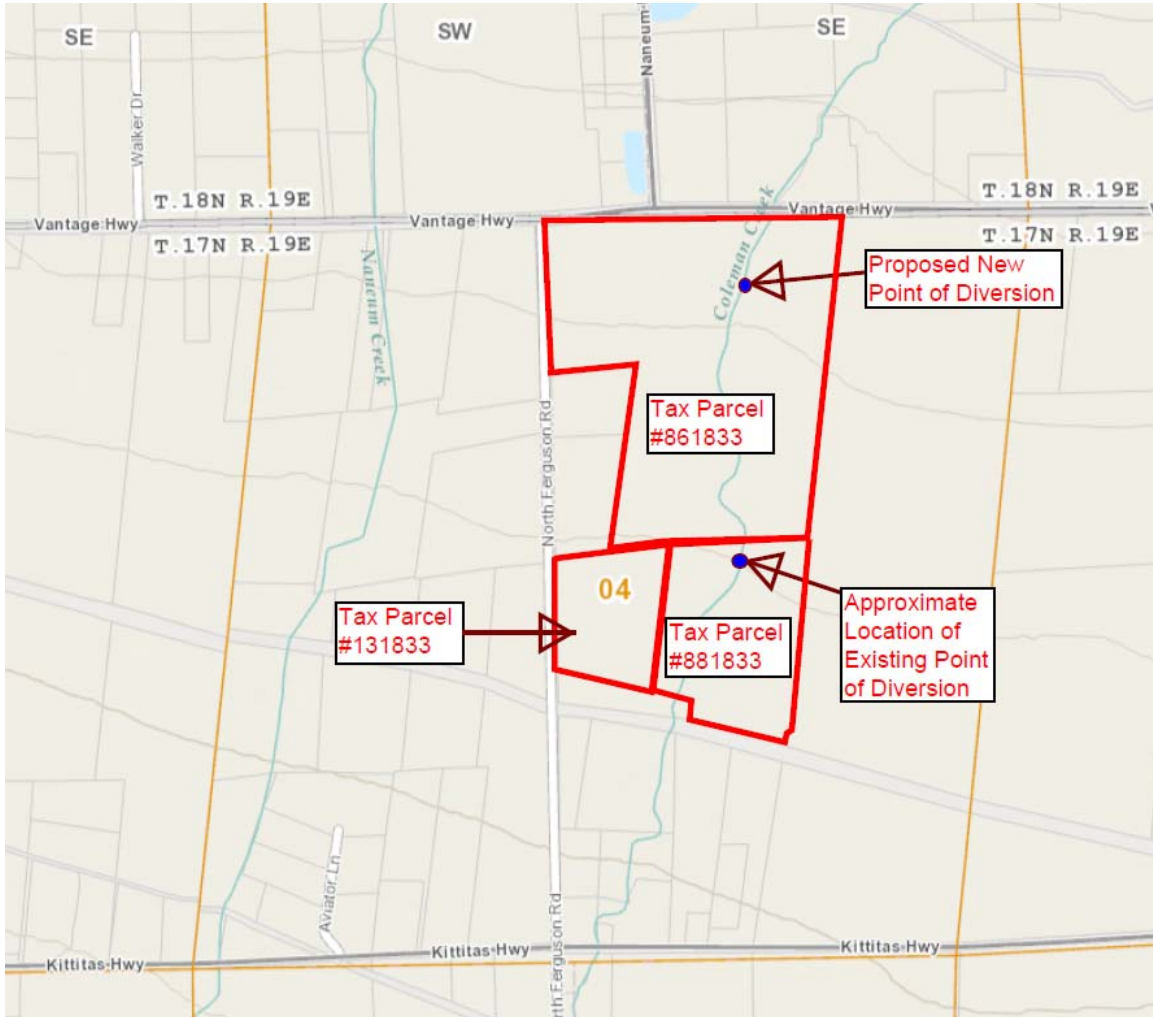 SE
SW
SE
Naneum
Walker Dr
T.18N R.19E
T.18N R.19E
Vantage Hwy
Vantage Hwy
Vantage Hwy
T.17N R.19E
T.17N R.19E
Naneum Creek
Coleman Creek
Proposed New
Point of Diversion
Tax Parcel
#861833
North Ferguson Rd
04
Tax Parcel
#131833
Tax Parcel
#881833
Approximate
Location of
Existing Point
of Diversion
Aviator Ln
th Ferguson Rd
Kittitas Hwy
Kittitas Hwy
Kittitas Hwy